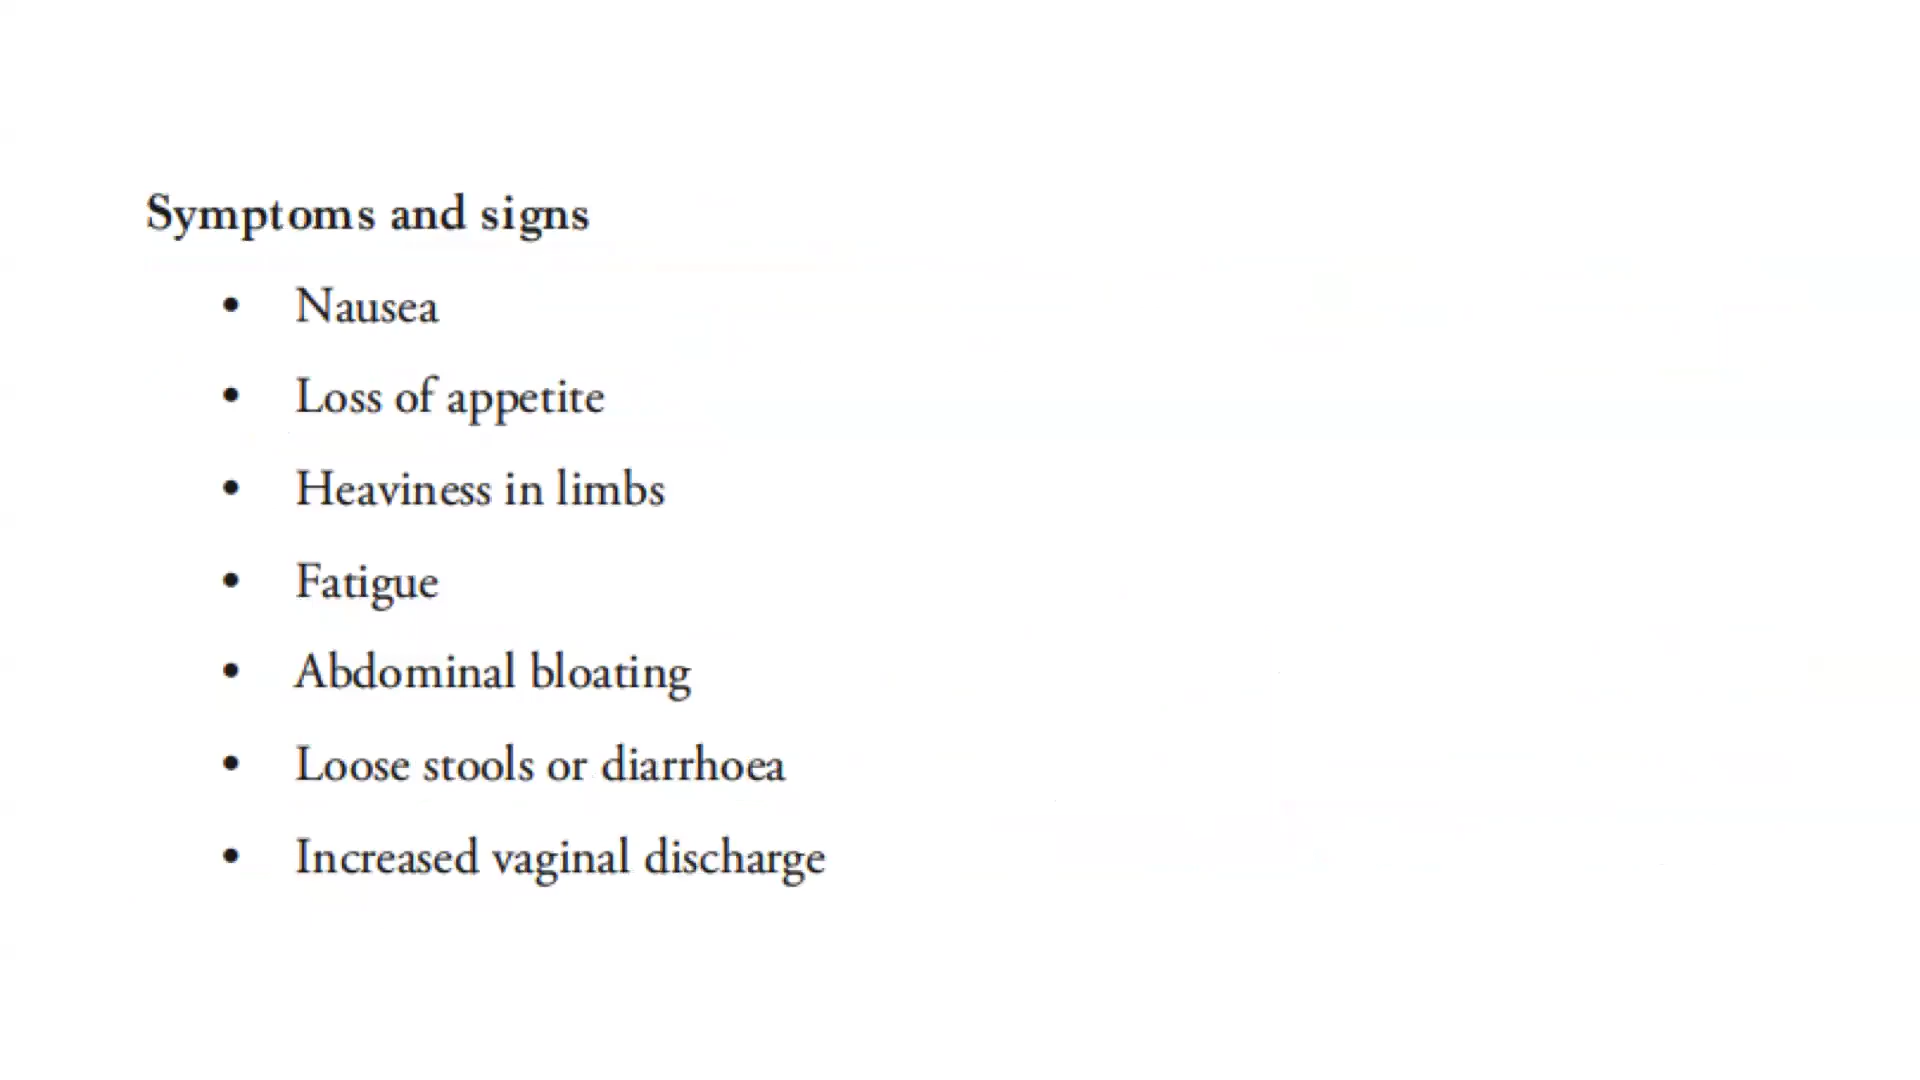 Symptoms and signs
• Nausea
• Loss of appetite
• Heaviness in limbs
• Fatigue
• Abdominal bloating
• Loose stools or diarrhoea
• Increased vaginal discharge